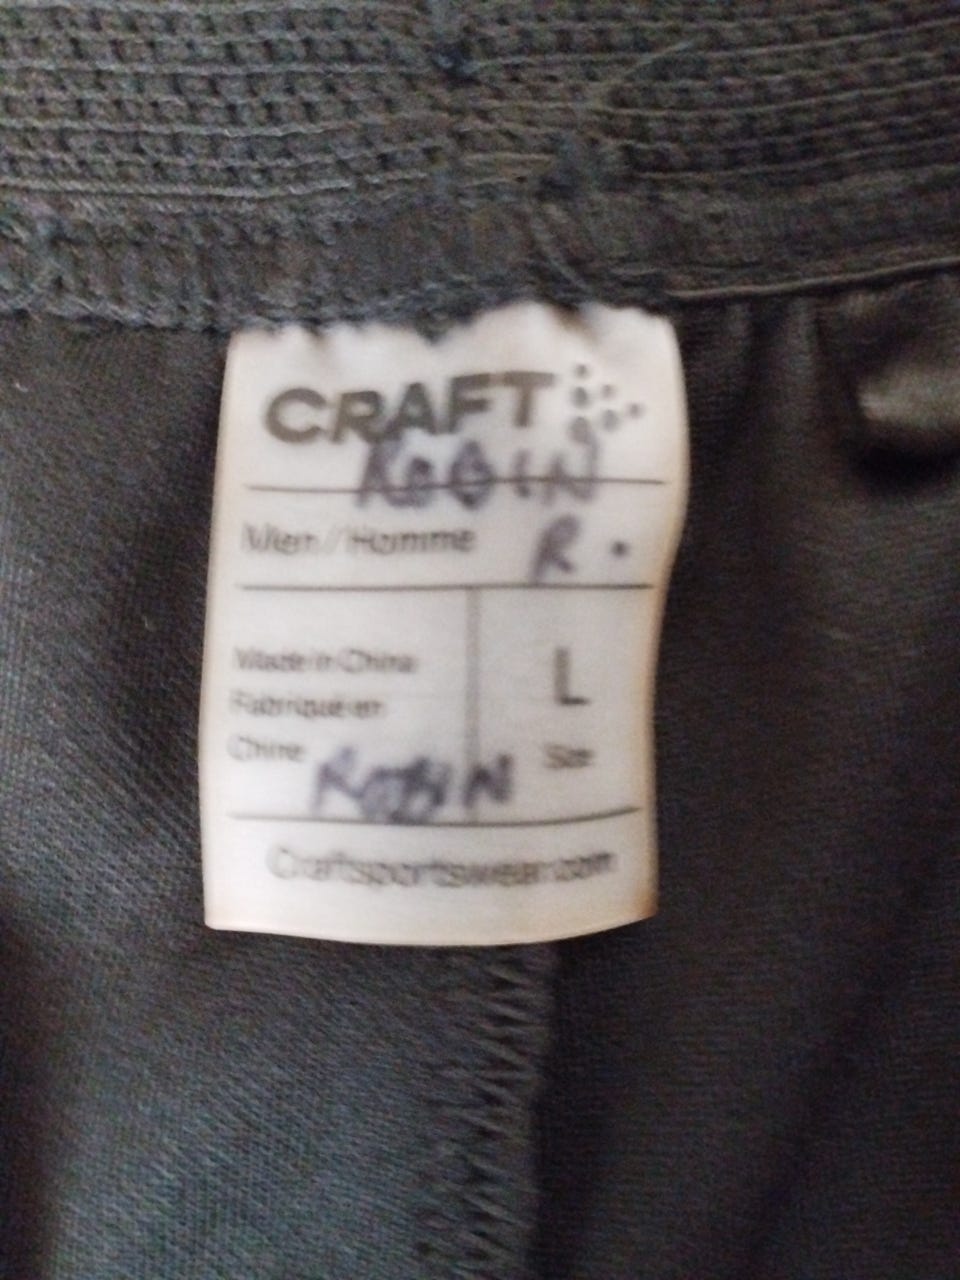 CRAFT
ROBIN
Men / Homme
R.
Made in China
Fabriqué en
Chine
L
Size
ROBIN
Craftsportswear.com